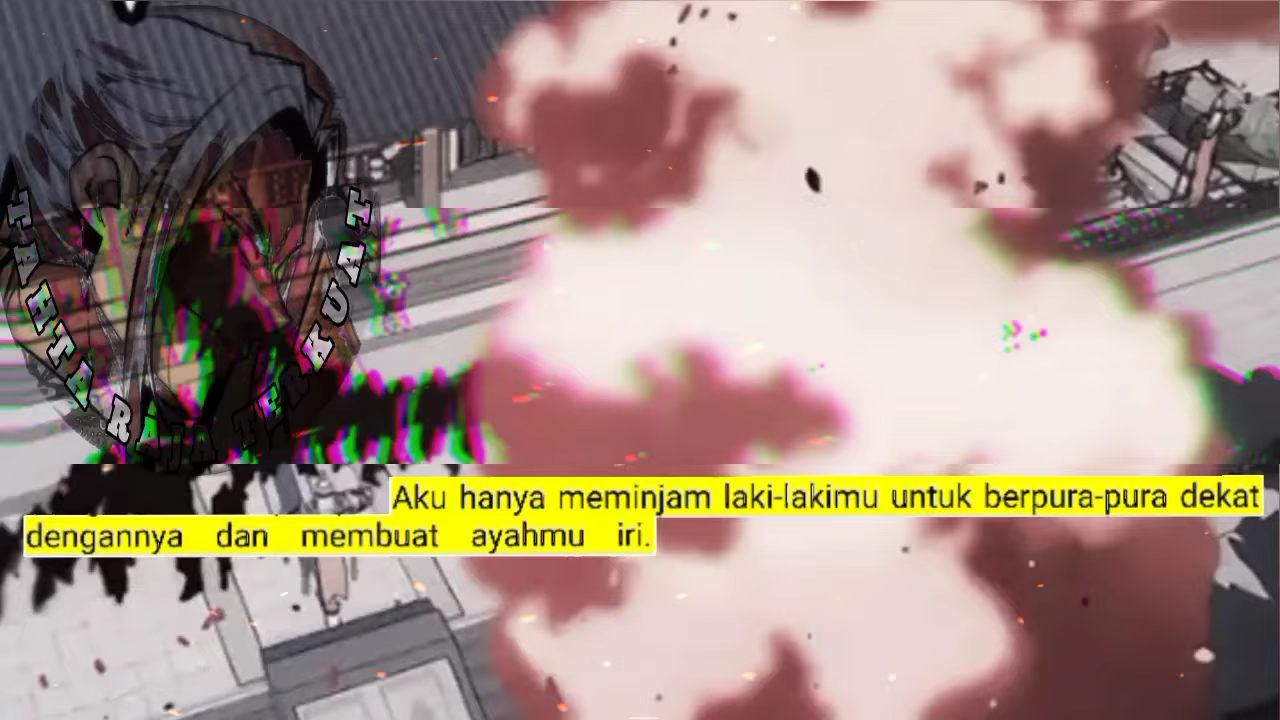 TAHTA RAJA TERKUAT
Aku hanya meminjam laki-lakimu untuk berpura-pura dekat
dengannya dan membuat ayahmu iri.